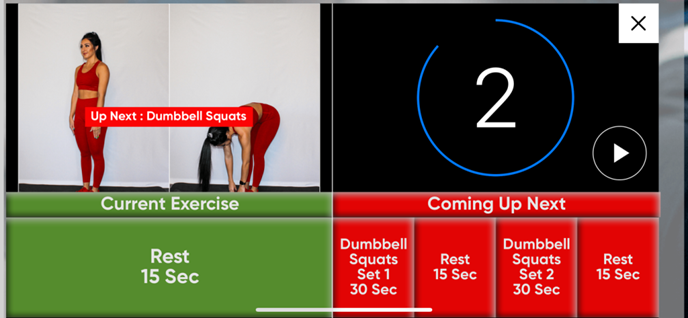 Up Next : Dumbbell Squats
2
Current Exercise
Coming Up Next
Rest
15 Sec
Dumbbell
Squats
Set 1
30 Sec
Rest
15 Sec
Dumbbell
Squats
Set 2
30 Sec
Rest
15 Sec